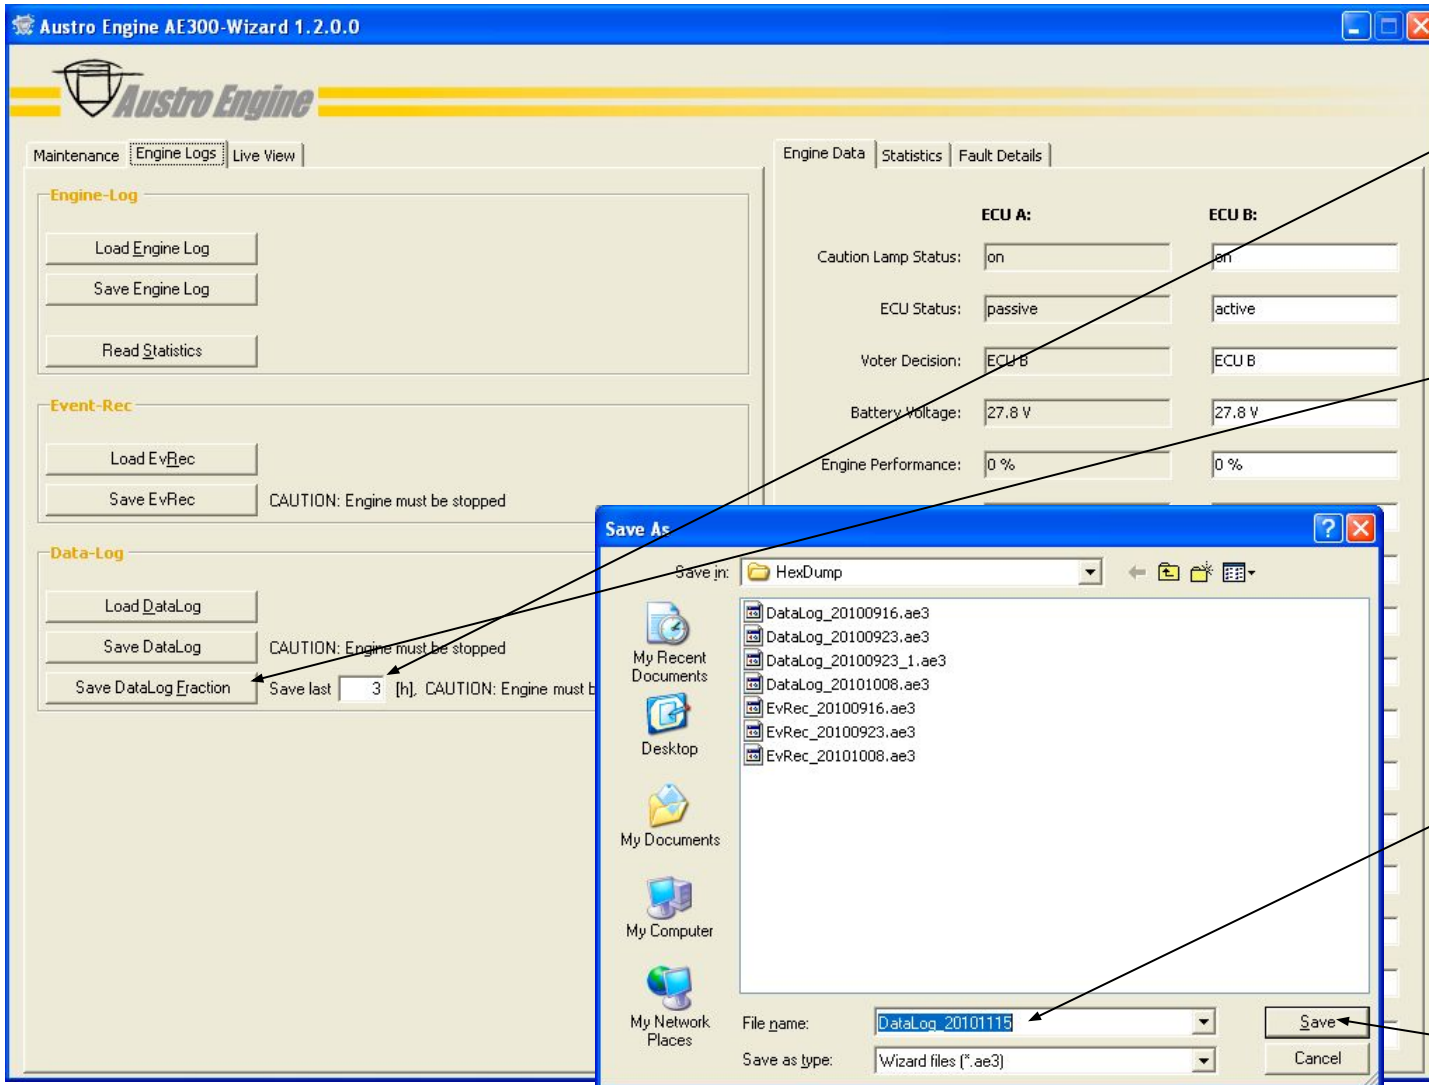 Austro Engine AE300-Wizard 1.2.0.0
Austro Engine
Maintenance Engine Logs Live View
Engine-Log
Load Engine Log
Save Engine Log
Read Statistics
Event-Rec
Load EvRec
Save EvRec CAUTION: Engine must be stopped
Data-Log
Load DataLog
Save DataLog CAUTION: Engine must be stopped
Save DataLog Fraction Save last 3 [h], CAUTION: Engine must b
Engine Data Statistics Fault Details
ECU A: ECU B:
Caution Lamp Status: on on
ECU Status: passive active
Voter Decision: ECU B ECU B
Battery Voltage: 27.8 V 27.8 V
Engine Performance: 0 % 0 %
Save As
Save in: HexDump
My Recent
Documents
Desktop
My Documents
My Computer
My Network
Places
DataLog_20100916.ae3
DataLog_20100923.ae3
DataLog_20100923_1.ae3
DataLog_20101008.ae3
EvRec_20100916.ae3
EvRec_20100923.ae3
EvRec_20101008.ae3
File name: DataLog_20101115 Save
Save as type: Wizard files (*.ae3) Cancel